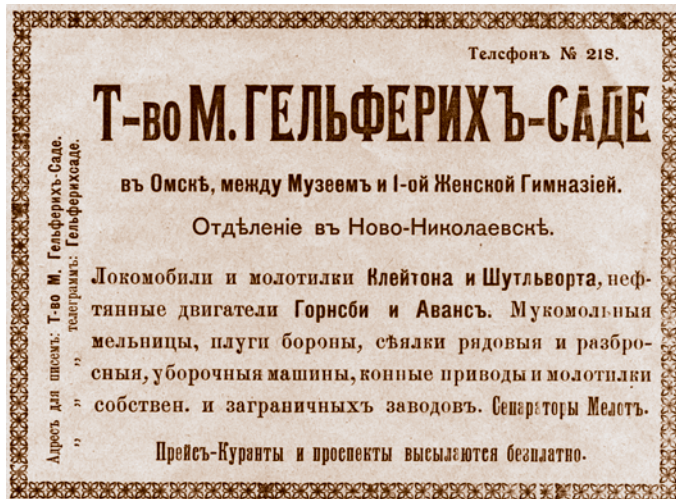 Телефонъ № 218.
Т-во М. ГЕЛЬФЕРИХЪ-САДЕ
въ Омскѣ, между Музеемъ и I-ой Женской Гимназіей.
Отдѣленіе въ Ново-Николаевскѣ.
Локомобили и молотилки Клейтона и Шутльворта, неф-
тянные двигатели Горнсби и Авансъ. Мукомольныя
мельницы, плуги бороны, сѣялки рядовыя и разбро-
сныя, уборочныя машины, конные приводы и молотилки
собствен. и заграничныхъ заводовъ. Сепараторы Мелотъ.
Прейсъ-Куранты и проспекты высылаются безплатно.
Адресъ для писемъ: Т-во М. Гельферихъ-Саде.
„ „ телеграммъ: Гельферихсаде.